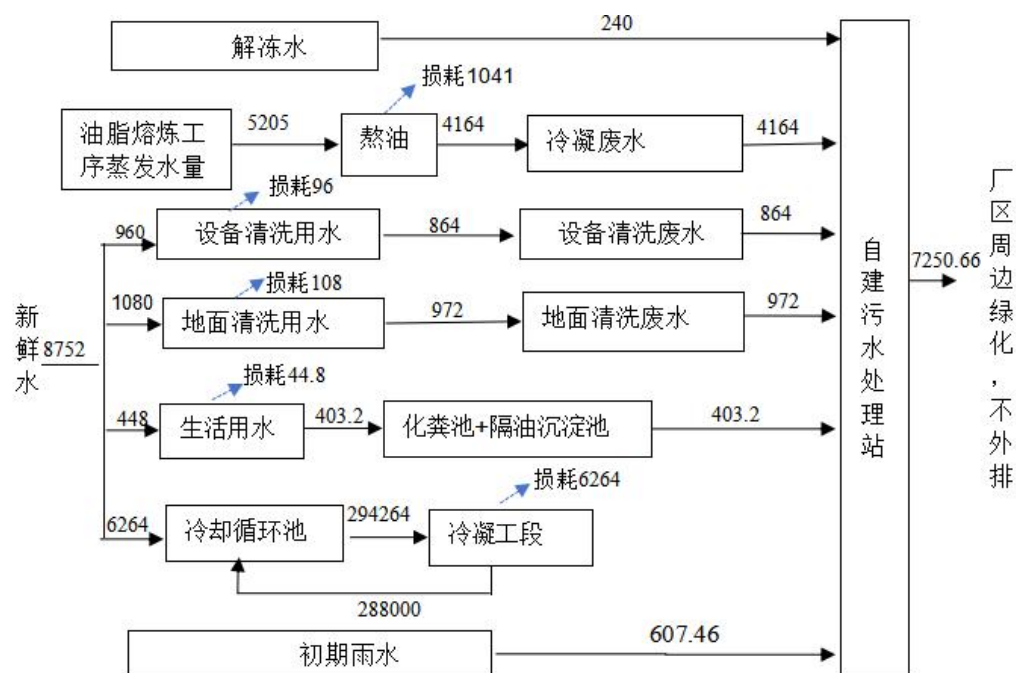 240
解冻水
损耗1041
油脂熔炼工
序蒸发水量
5205
熬油
4164
冷凝废水
4164
损耗96
960
设备清洗用水
864
设备清洗废水
864
损耗108
1080
地面清洗用水
972
地面清洗废水
972
新鲜水
8752
损耗44.8
448
生活用水
403.2
化粪池+隔油沉淀池
403.2
损耗6264
6264
冷却循环池
294264
冷凝工段
288000
初期雨水
607.46
自建污水处理站
7250.66
厂区周边绿化，不外排